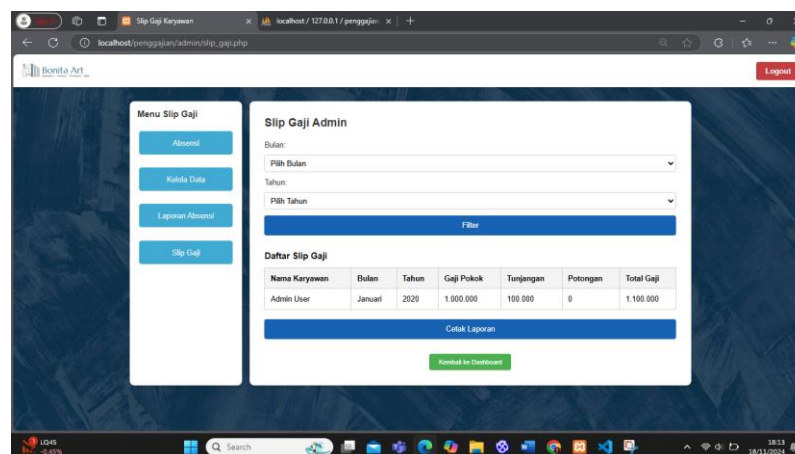 Slip Gaji Karyawan
localhost / 127.0.0.1 / penggajian
localhost/penggajian/admin/slip_gaji.php
Bonita Art
Logout
Menu Slip Gaji
Absensi
Kelola Data
Laporan Absensi
Slip Gaji
Slip Gaji Admin
Bulan:
Pilih Bulan
Tahun:
Pilih Tahun
Filter
Daftar Slip Gaji
Nama Karyawan Bulan Tahun Gaji Pokok Tunjangan Potongan Total Gaji
Admin User Januari 2020 1.000.000 100.000 0 1.100.000
Cetak Laporan
Kembali ke Dashboard
LQ45
-0.45%
Search
18:13
18/11/2024